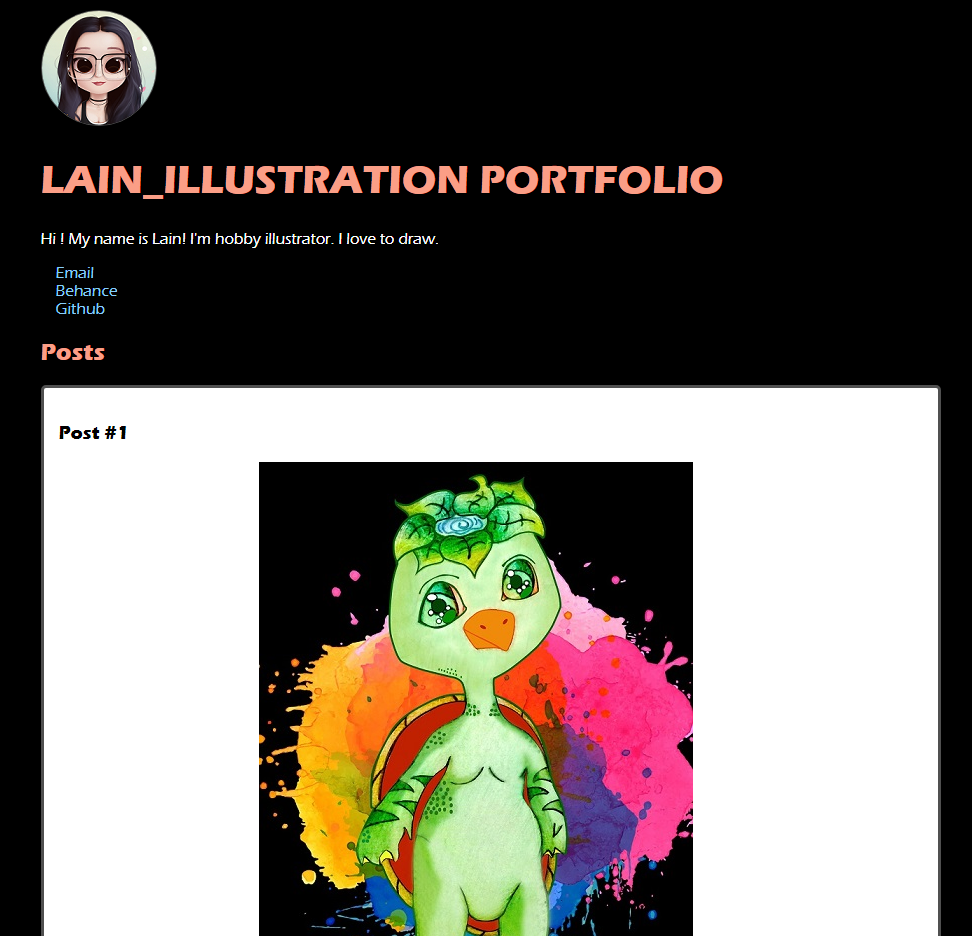 LAIN_ILLUSTRATION PORTFOLIO
Hi ! My name is Lain! I'm hobby illustrator. I love to draw.
Email
Behance
Github
Posts
Post #1